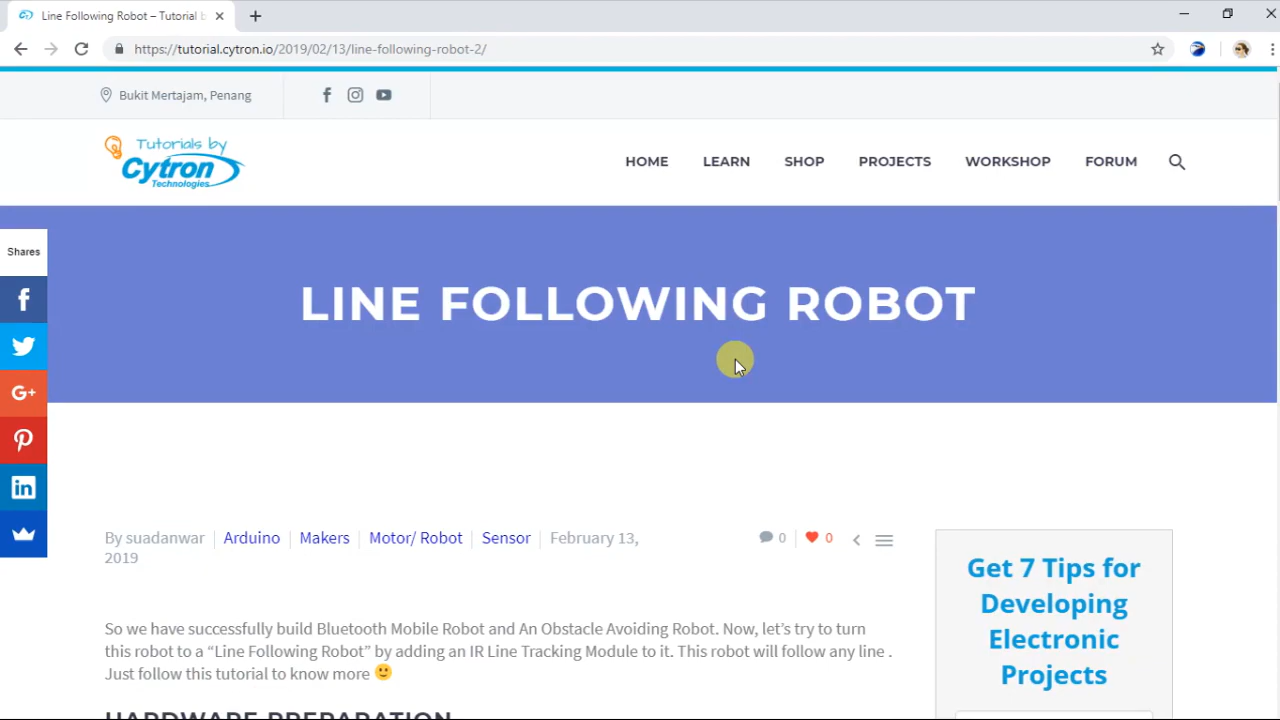 Line Following Robot – Tutorial b
https://tutorial.cytron.io/2019/02/13/line-following-robot-2/
Bukit Mertajam, Penang
Tutorials by
Cytron
Technologies
HOME LEARN SHOP PROJECTS WORKSHOP FORUM
Shares
LINE FOLLOWING ROBOT
By suadanwar Arduino Makers Motor/ Robot Sensor February 13,
2019
0 0
So we have successfully build Bluetooth Mobile Robot and An Obstacle Avoiding Robot. Now, let’s try to turn
this robot to a “Line Following Robot” by adding an IR Line Tracking Module to it. This robot will follow any line .
Just follow this tutorial to know more
HARDWARE PREPARATION
Get 7 Tips for
Developing
Electronic
Projects